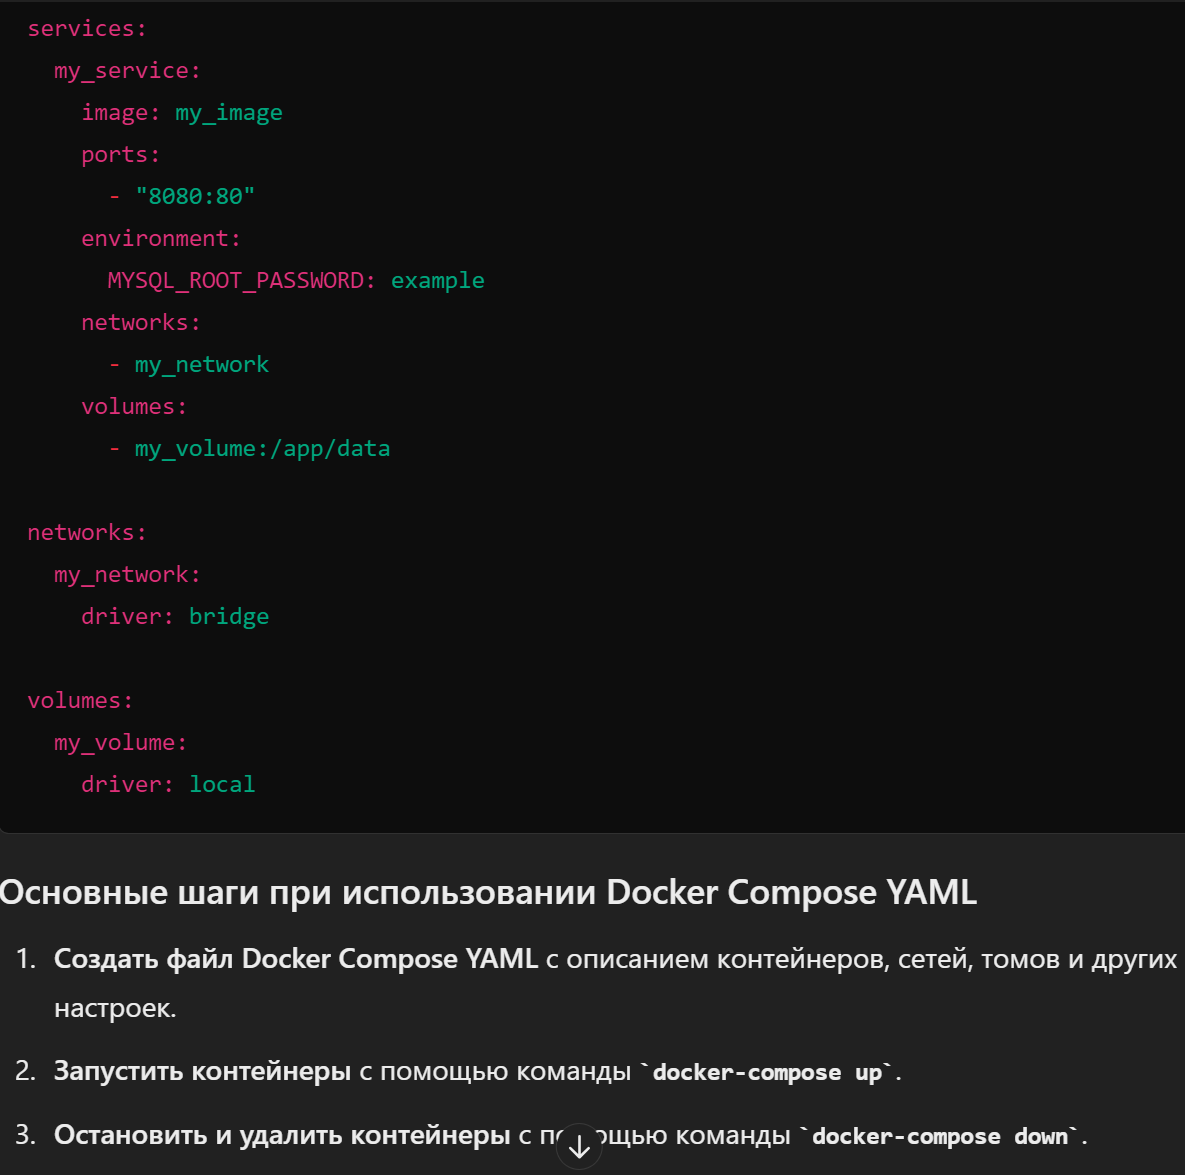 services:
  my_service:
    image: my_image
    ports:
      - "8080:80"
    environment:
      MYSQL_ROOT_PASSWORD: example
    networks:
      - my_network
    volumes:
      - my_volume:/app/data

networks:
  my_network:
    driver: bridge

volumes:
  my_volume:
    driver: local

Основные шаги при использовании Docker Compose YAML
1. Создать файл Docker Compose YAML с описанием контейнеров, сетей, томов и других
настроек.
2. Запустить контейнеры с помощью команды `docker-compose up`.
3. Остановить и удалить контейнеры с помощью команды `docker-compose down`.